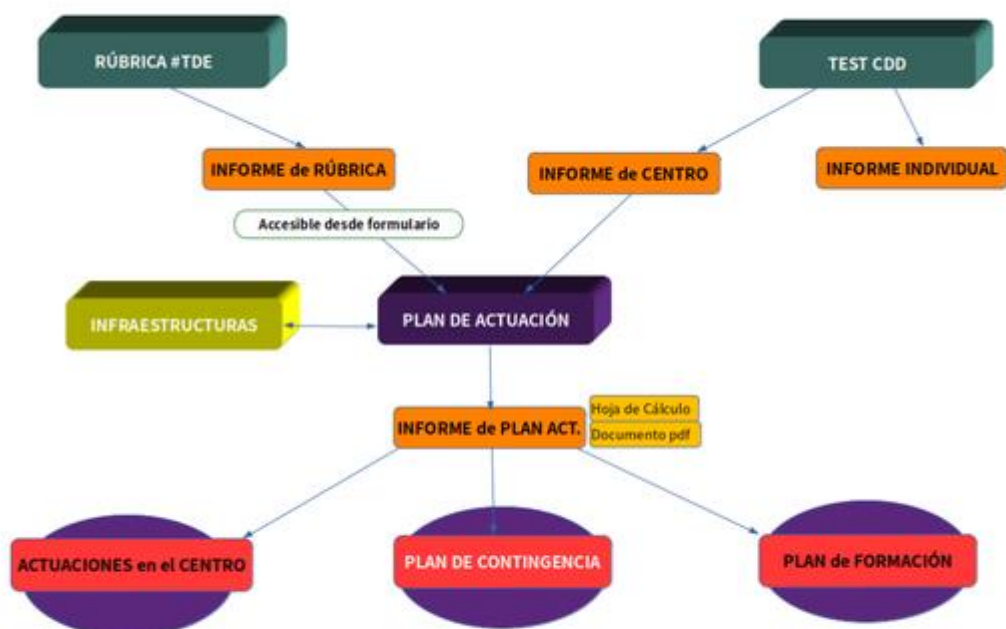 RÚBRICA #TDE
TEST CDD
INFORME de RÚBRICA
INFORME de CENTRO
INFORME INDIVIDUAL
Accesible desde formulario
INFRAESTRUCTURAS
PLAN DE ACTUACIÓN
INFORME de PLAN ACT.
Hoja de Cálculo
Documento pdf
ACTUACIONES en el CENTRO
PLAN DE CONTINGENCIA
PLAN de FORMACIÓN